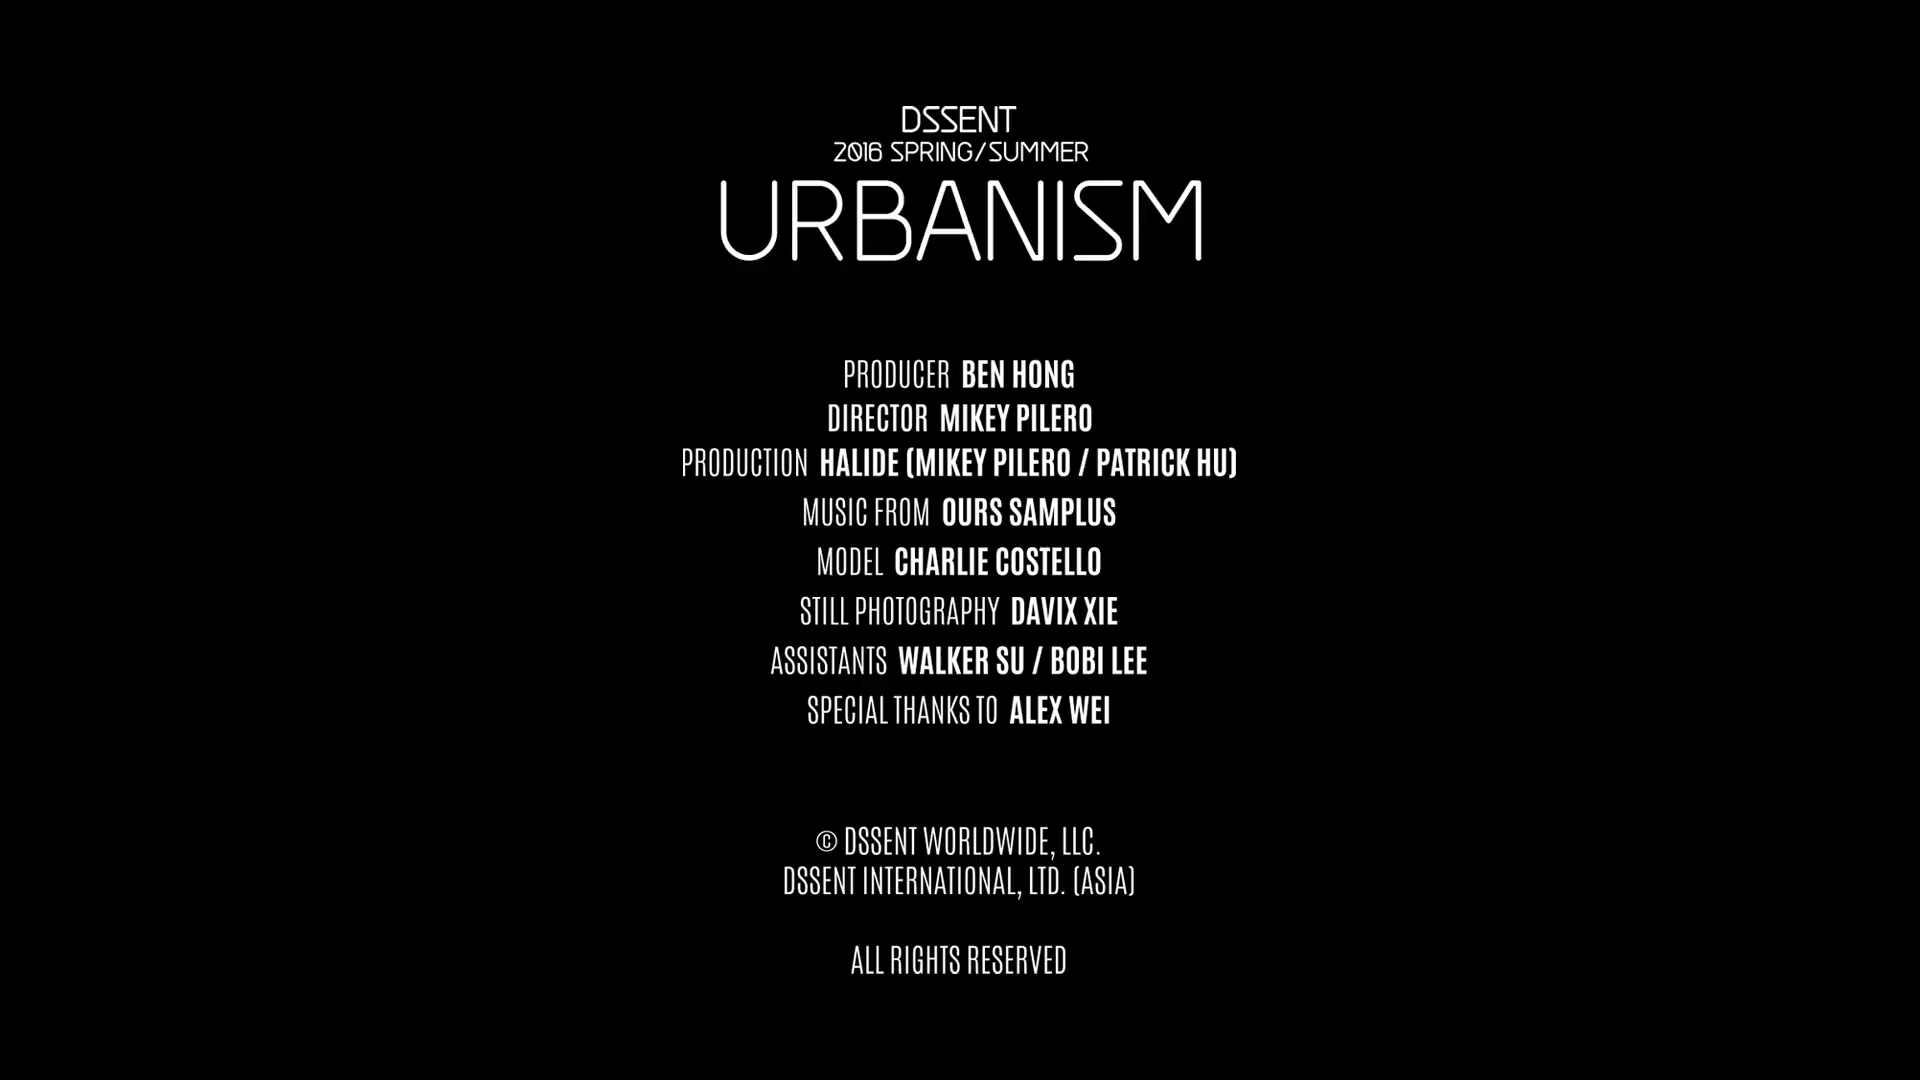 DSSENT
2016 SPRING/SUMMER
URBANISM
PRODUCER BEN HONG
DIRECTOR MIKEY PILERO
PRODUCTION HALIDE (MIKEY PILERO / PATRICK HU)
MUSIC FROM OURS SAMPLUS
MODEL CHARLIE COSTELLO
STILL PHOTOGRAPHY DAVIX XIE
ASSISTANTS WALKER SU / BOBI LEE
SPECIAL THANKS TO ALEX WEI
© DSSENT WORLDWIDE, LLC.
DSSENT INTERNATIONAL, LTD. (ASIA)
ALL RIGHTS RESERVED